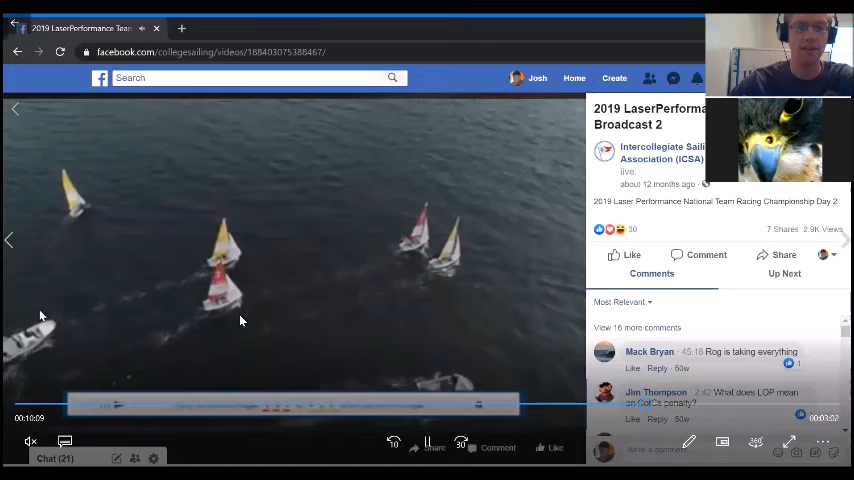 2019 LaserPerformance Team
facebook.com/collegesailing/videos/188403075388467/
Search
Josh
Home
Create
2019 LaserPerforma
Broadcast 2
Intercollegiate Saili
Association (ICSA)
live.
about 12 months ago
2019 Laser Performance National Team Racing Championship Day 2
30
7 Shares 2.9K Views
Like
Comment
Share
Comments
Up Next
Most Relevant
View 16 more comments
Mack Bryan 45:18 Rog is taking everything
1
Like Reply 50w
Jim Thompson 2:42 What does LOP mean
on penalty?
Like Reply 50w
Write a comment...
00:10:09
00:03:02
10
30
Share
Comment
Like
Chat (21)